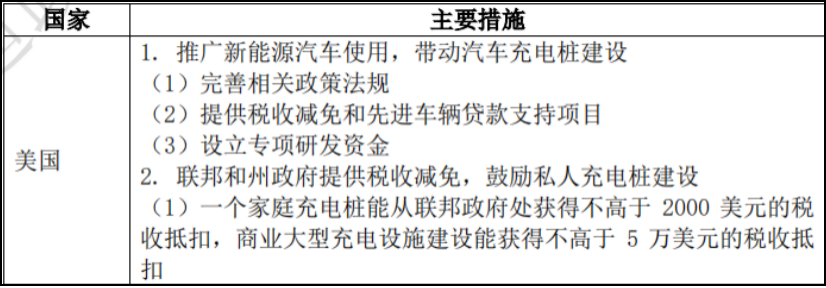 国家 主要措施
1. 推广新能源汽车使用，带动汽车充电桩建设
（1）完善相关政策法规
（2）提供税收减免和先进车辆贷款支持项目
（3）设立专项研发资金
美国
2. 联邦和州政府提供税收减免，鼓励私人充电桩建设
（1）一个家庭充电桩能从联邦政府处获得不高于 2000 美元的税
收抵扣，商业大型充电设施建设能获得不高于 5 万美元的税收抵
扣